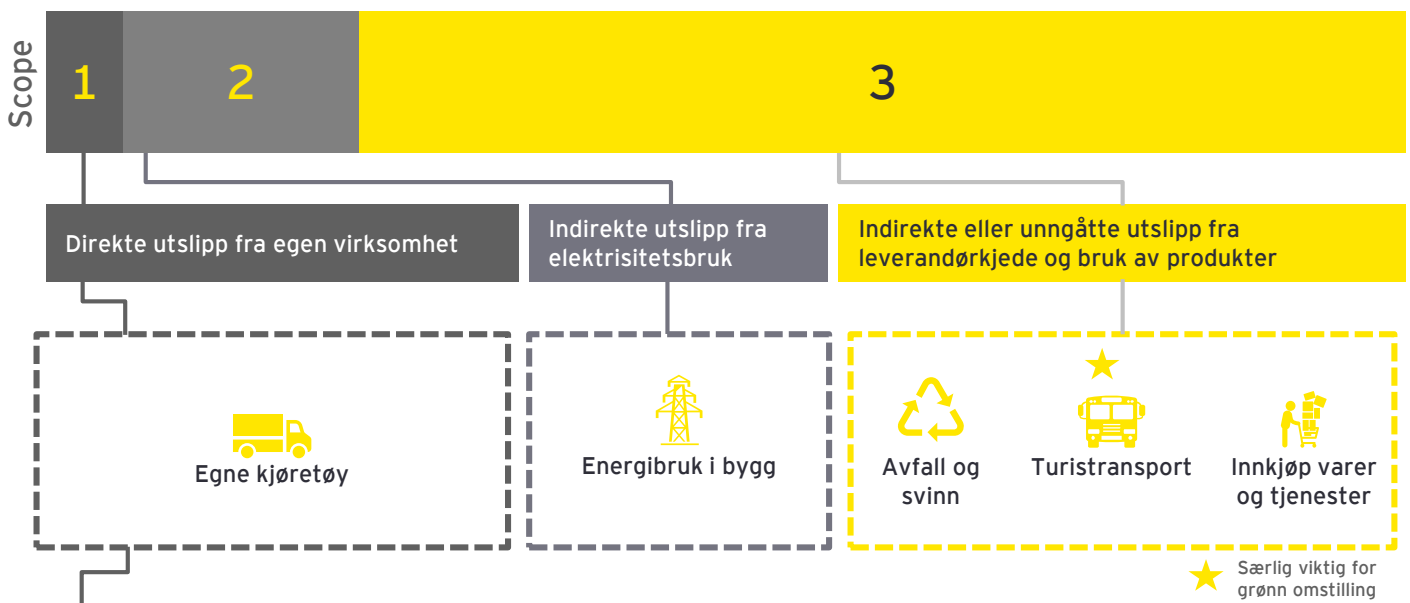 Scope
1
2
3
Direkte utslipp fra egen virksomhet
Indirekte utslipp fra
elektrisitetsbruk
Indirekte eller unngåtte utslipp fra
leverandørkjede og bruk av produkter
Egne kjøretøy
Energibruk i bygg
Avfall og
svinn
Turistransport
Innkjøp varer
og tjenester
Særlig viktig for
grønn omstilling